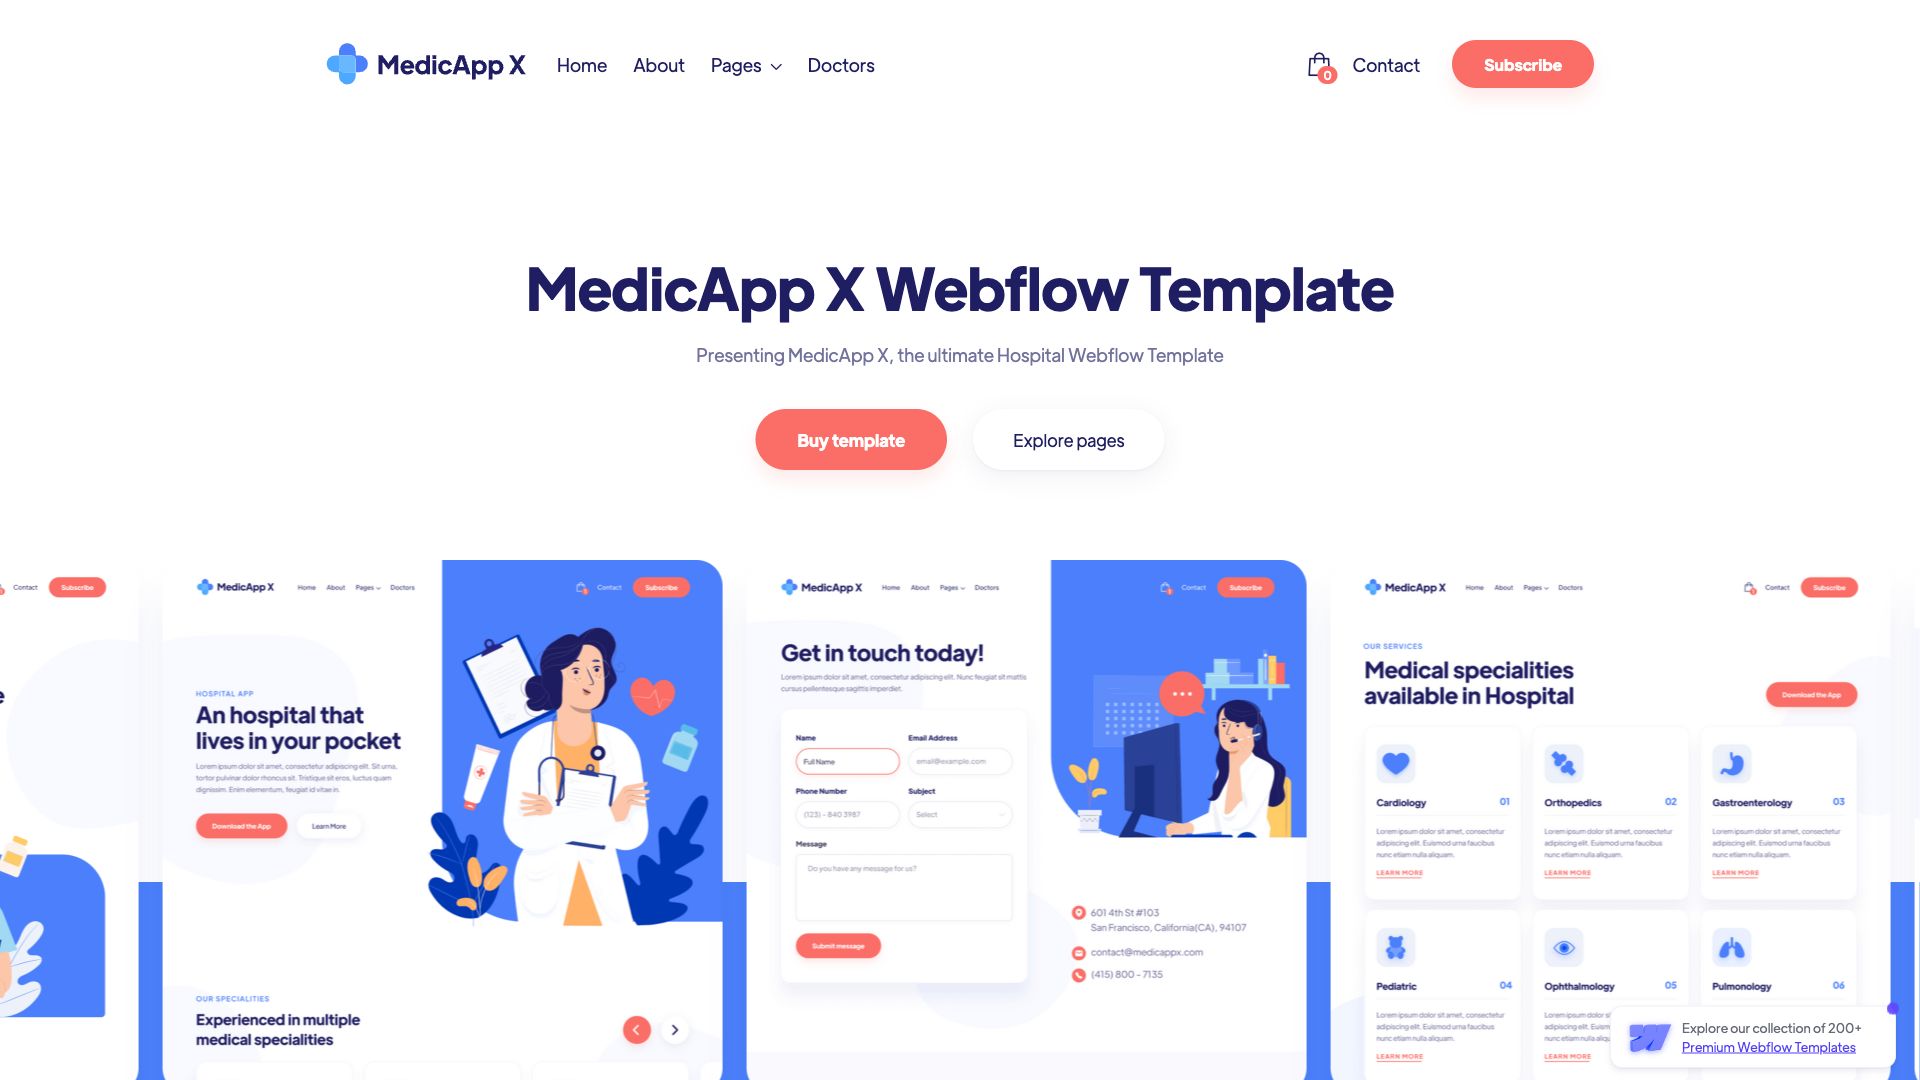 MedicApp X
Home
About
Pages
Doctors
0
Contact
Subscribe
MedicApp X Webflow Template
Presenting MedicApp X, the ultimate Hospital Webflow Template
Buy template
Explore pages
Contact
Subscribe
e
MedicApp X
Home
About
Pages
Doctors
Contact
Subscribe
HOSPITAL APP
An hospital that
lives in your pocket
Lorem ipsum dolor sit amet, consectetur adipiscing elit. Sit urna,
tortor pulvinar dolor rhoncus sit. Tristique sit eros, luctus quam
dignissim. Enim elementum, feugiat id vitae in.
Download the App
Learn More
OUR SPECIALITIES
Experienced in multiple
medical specialities
MedicApp X
Home
About
Pages
Doctors
Contact
Subscribe
Get in touch today!
Lorem ipsum dolor sit amet, consectetur adipiscing elit. Nunc feugiat sit mattis
cursus pellentesque sagittis imperdiet.
Name
Full Name
Email Address
email@example.com
Phone Number
(123) - 840 3987
Subject
Select
Message
Do you have any message for us?
Submit message
601 4th St #103
San Francisco, California(CA), 94107
contact@medicappx.com
(415) 800 - 7135
MedicApp X
Home
About
Pages
Doctors
Contact
Subscribe
OUR SERVICES
Medical specialities
available in Hospital
Download the App
Cardiology
01
Lorem ipsum dolor sit amet, consectetur
adipiscing elit. Euismod urna faucibus
nunc etiam nulla aliquam.
LEARN MORE
Orthopedics
02
Lorem ipsum dolor sit amet, consectetur
adipiscing elit. Euismod urna faucibus
nunc etiam nulla aliquam.
LEARN MORE
Gastroenterology
03
Lorem ipsum dolor sit amet, consectetur
adipiscing elit. Euismod urna faucibus
nunc etiam nulla aliquam.
LEARN MORE
Pediatric
04
Lorem ipsum dolor sit amet, consectetur
adipiscing elit. Euismod urna faucibus
nunc etiam nulla aliquam.
LEARN MORE
Ophthalmology
05
Lorem ipsum
adipiscing elit.
nunc etiam nulla
LEARN MORE
Pulmonology
06
Explore our collection of 200+
Premium Webflow Templates